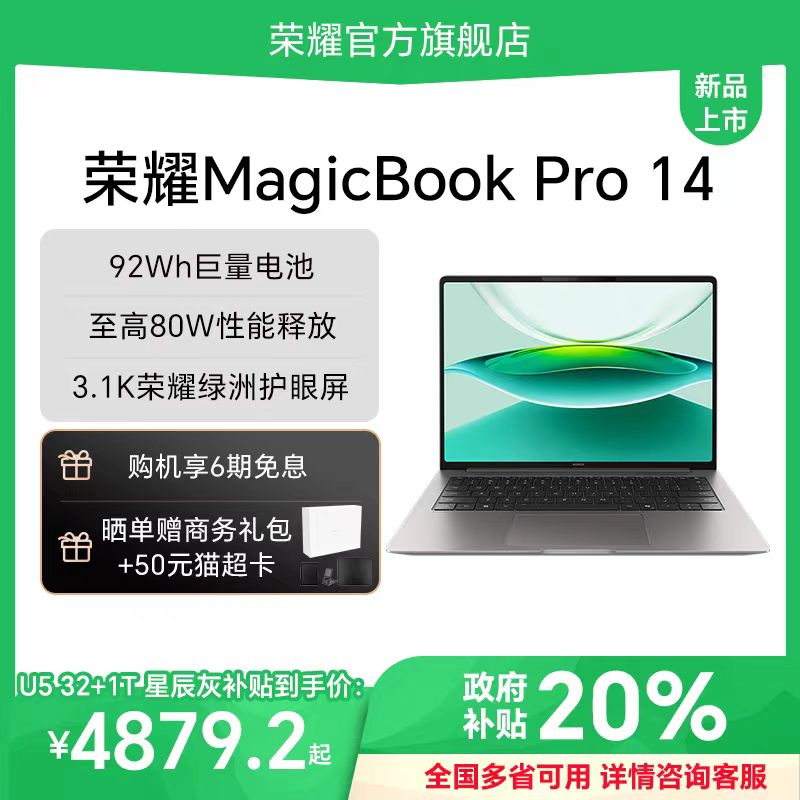 荣耀官方旗舰店
新品
上市
荣耀MagicBook Pro 14
92Wh巨量电池
至高80W性能释放
3.1K荣耀绿洲护眼屏
购机享6期免息
晒单赠商务礼包
+50元猫超卡
U5 32+1T 星辰灰补贴到手价:
¥4879.2起
政府
补贴
20%
全国多省可用 详情咨询客服